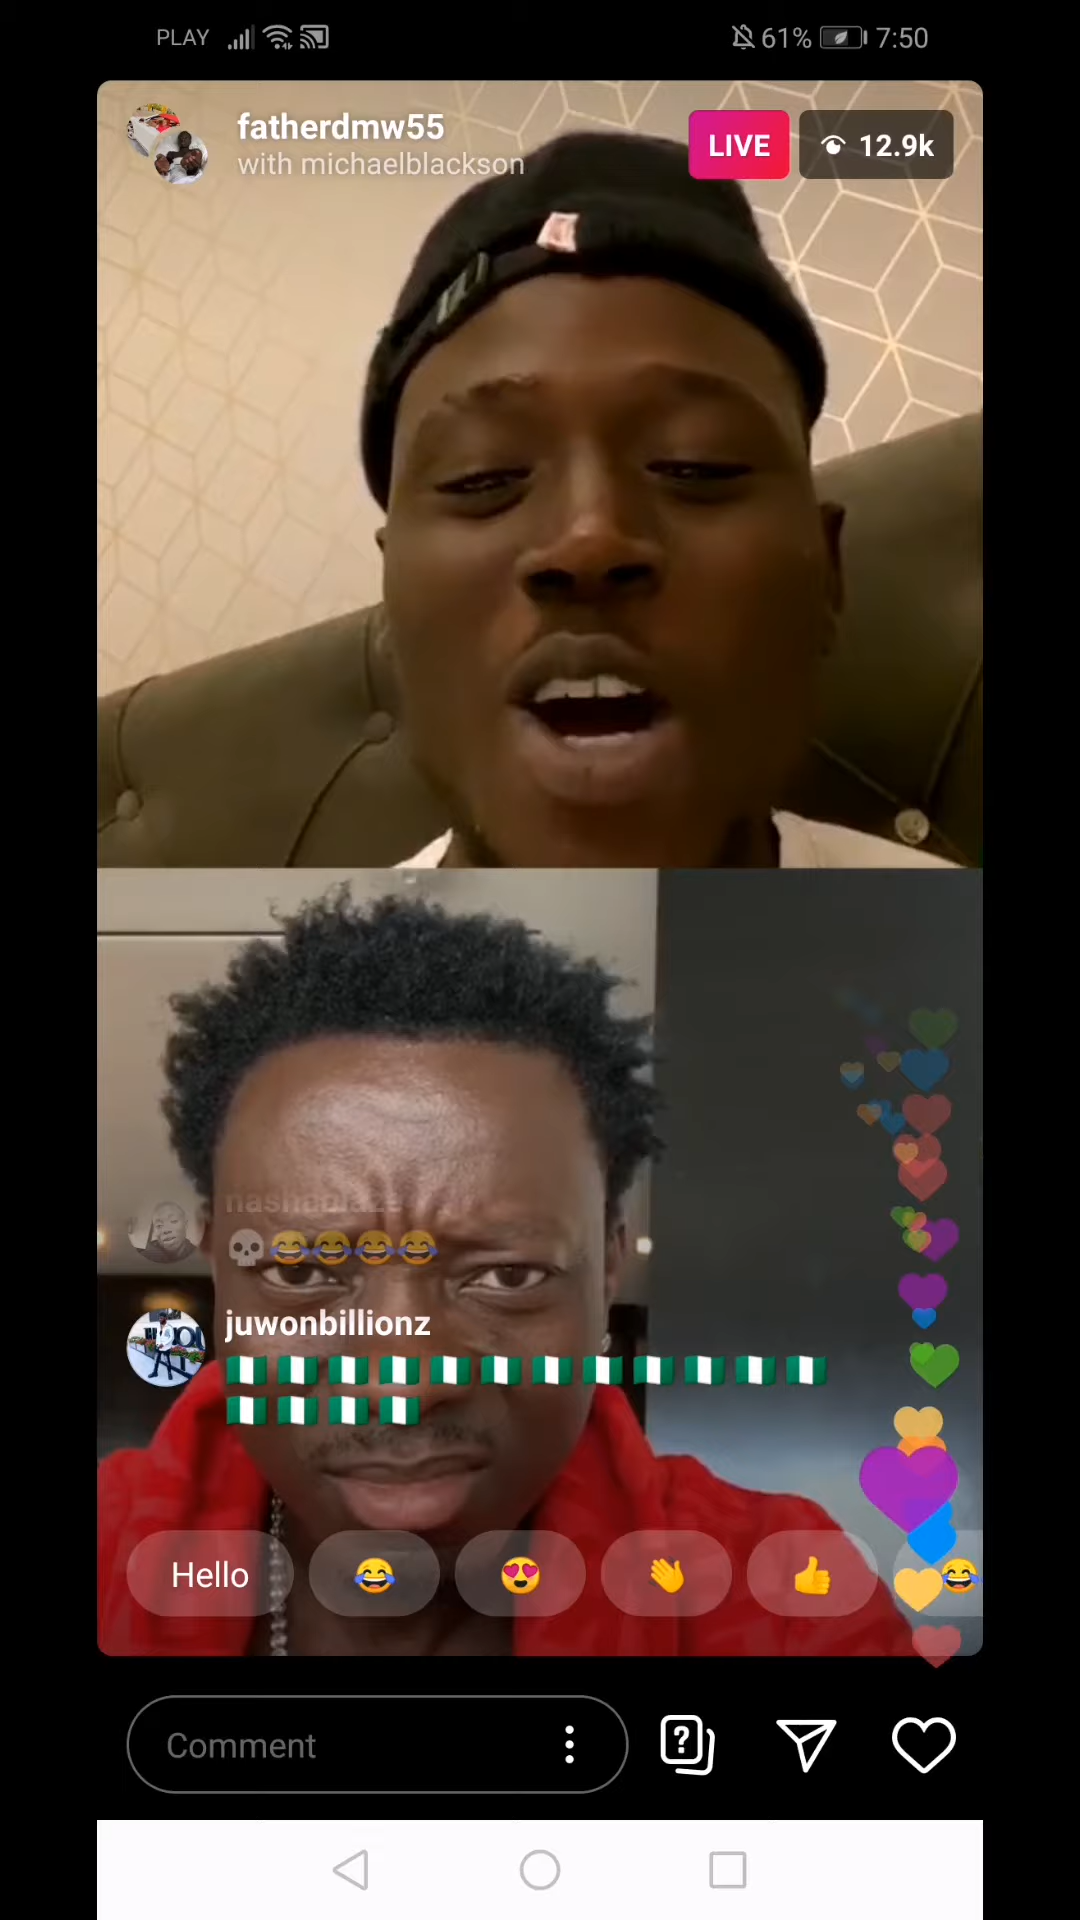 PLAY
61%
7:50
fatherdmw55
with michaelblackson
LIVE
12.9k
juwonbillionz
Hello
Comment